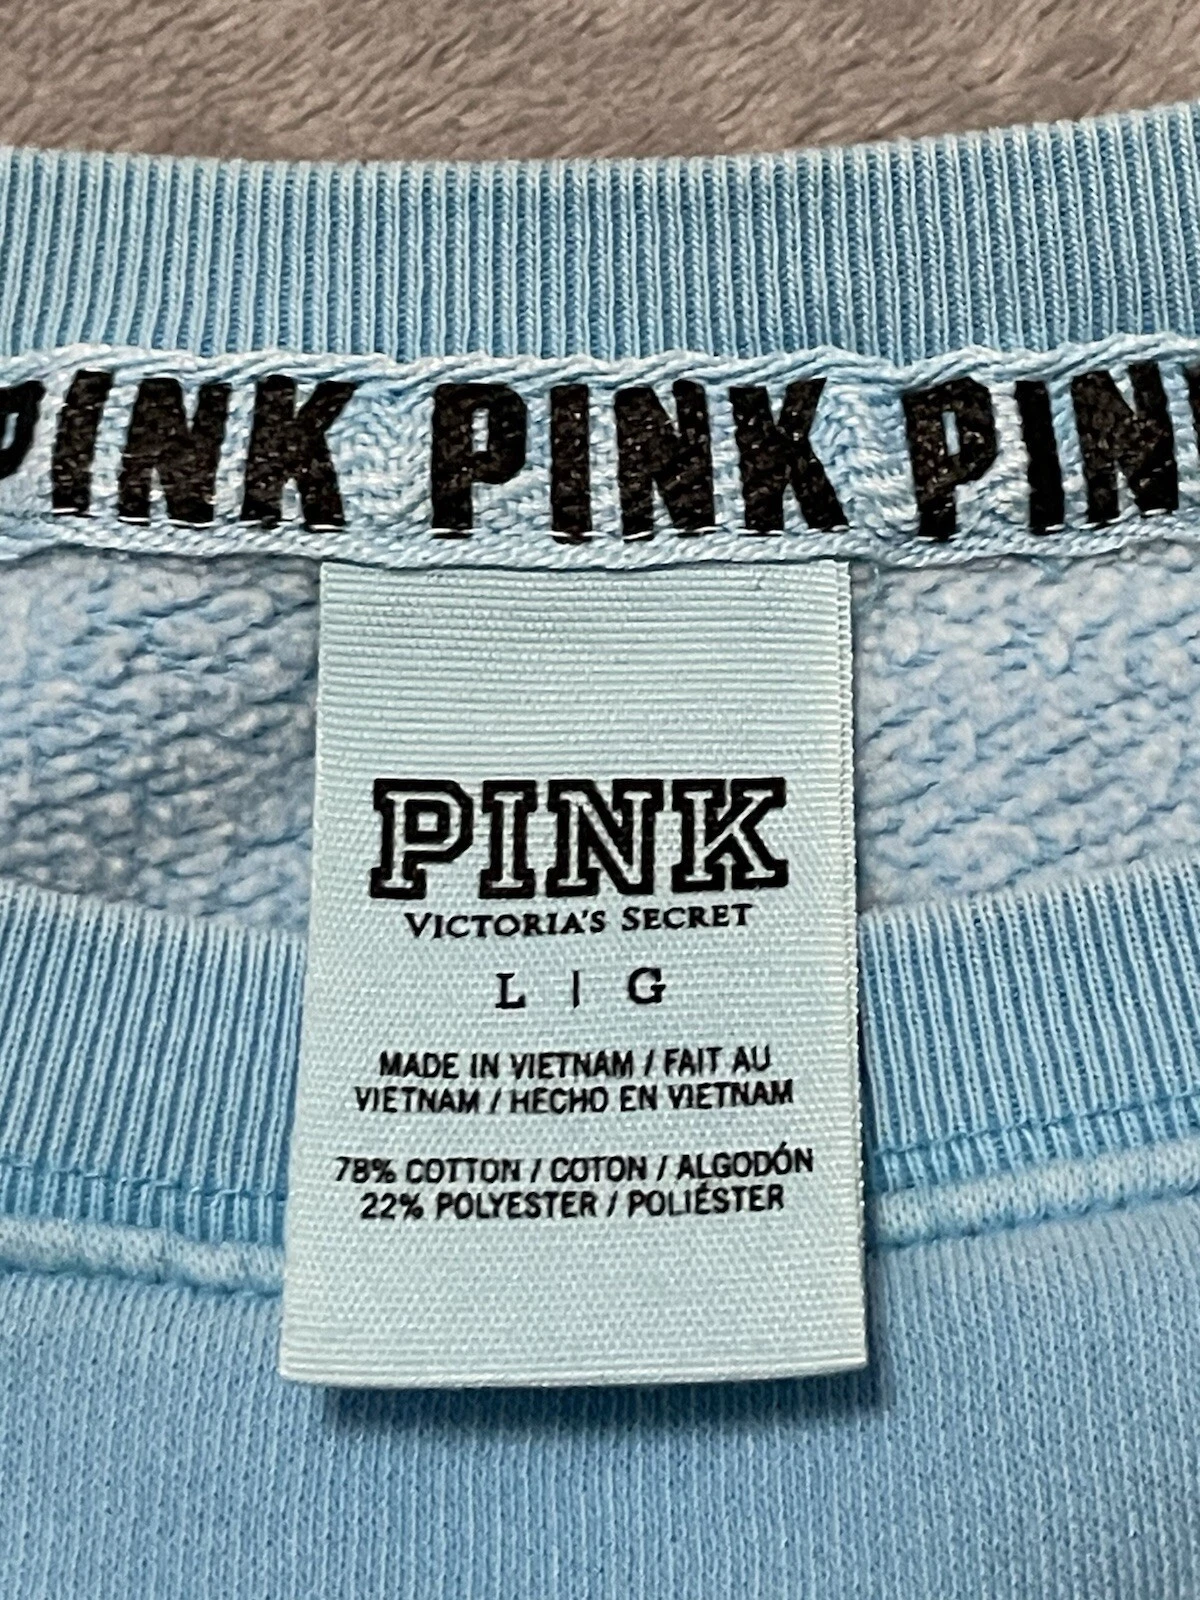 PINK PINK PIN
PINK
VICTORIA'S SECRET
L | G
MADE IN VIETNAM / FAIT AU
VIETNAM / HECHO EN VIETNAM
78% COTTON / COTON / ALGODÓN
22% POLYESTER / POLIÉSTER